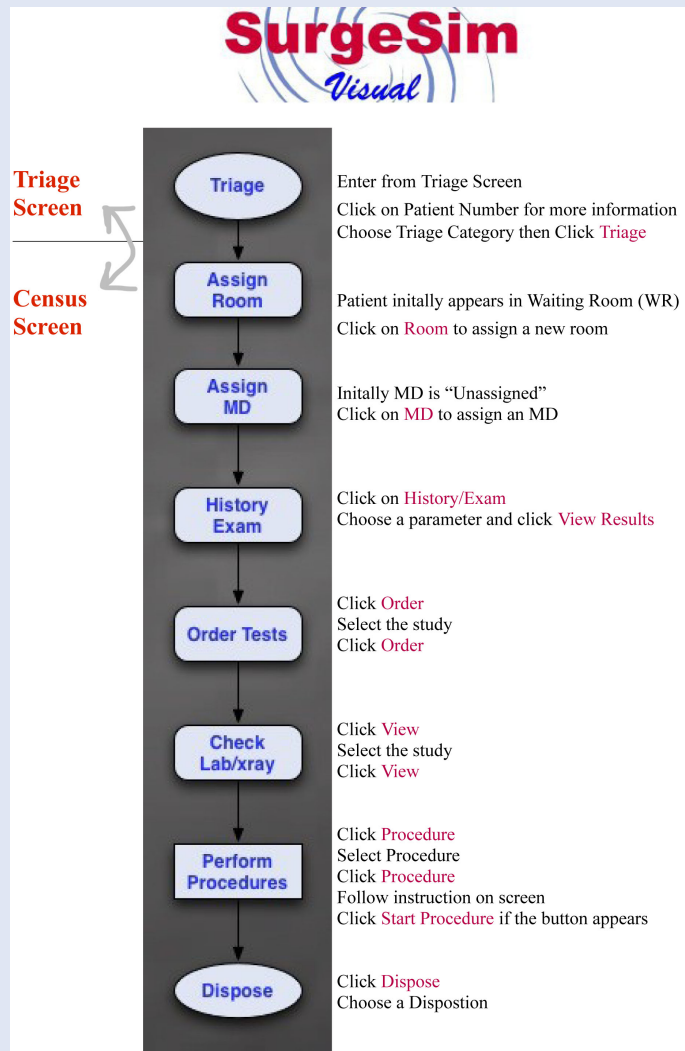 SurgeSim
Visual
Triage
Screen
Census
Screen
Triage
Enter from Triage Screen
Click on Patient Number for more information
Choose Triage Category then Click Triage
Assign
Room
Patient initally appears in Waiting Room (WR)
Click on Room to assign a new room
Assign
MD
Initally MD is “Unassigned”
Click on MD to assign an MD
History
Exam
Click on History/Exam
Choose a parameter and click View Results
Order Tests
Click Order
Select the study
Click Order
Check
Lab/xray
Click View
Select the study
Click View
Perform
Procedures
Click Procedure
Select Procedure
Click Procedure
Follow instruction on screen
Click Start Procedure if the button appears
Dispose
Click Dispose
Choose a Dispostion